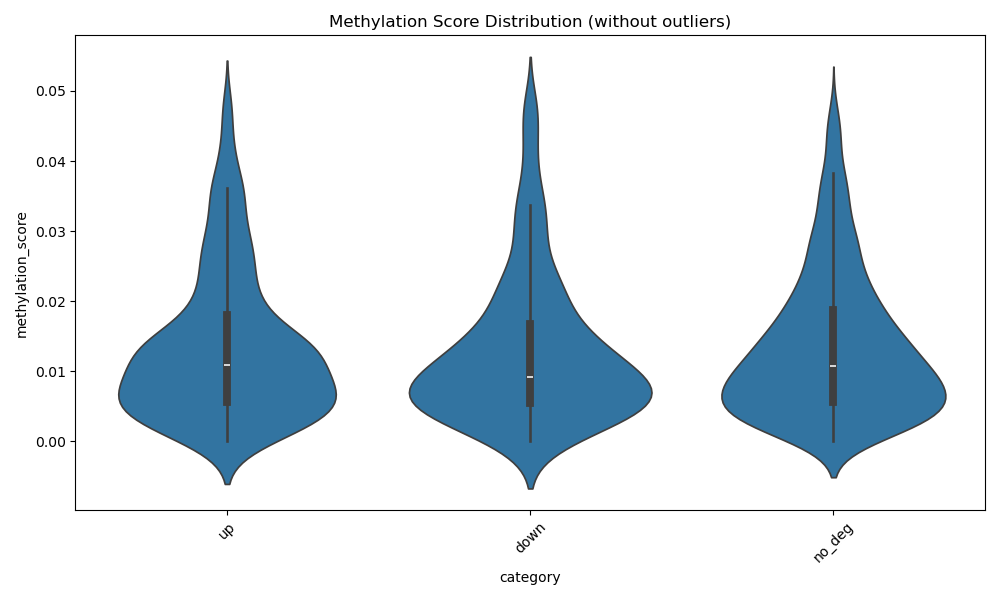 Methylation Score Distribution (without outliers)
methylation_score
0.05
0.04
0.03
0.02
0.01
0.00
up
down
no_deg
category